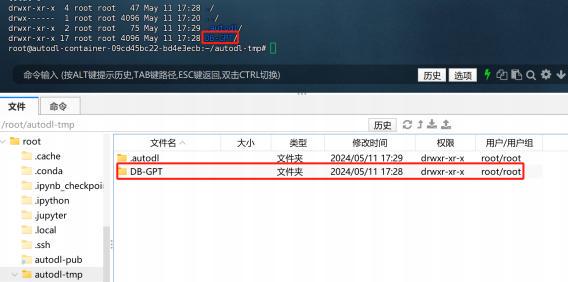 drwxr-xr-x 4 root root 47 May 11 17:28 ./
drwx------ 1 root root 4096 May 11 17:20 ../
drwxr-xr-x 2 root root 75 May 11 17:29 .autodl/
drwxr-xr-x 17 root root 4096 May 11 17:28 DB-GPT/
root@autodl-container-09cd45bc22-bd4e3ecb:~/autodl-tmp#
命令输入 (按ALT键提示历史,TAB键路径,ESC键返回,双击CTRL切换) 历史 选项
文件 命令
/root/autodl-tmp 历史
root 文件名 大小 类型 修改时间 权限 用户/用户组
.cache .autodl 文件夹 2024/05/11 17:29 drwxr-xr-x root/root
.conda DB-GPT 文件夹 2024/05/11 17:28 drwxr-xr-x root/root
.ipynb_checkpoin
.ipython
.jupyter
.local
.ssh
autodl-pub
autodl-tmp